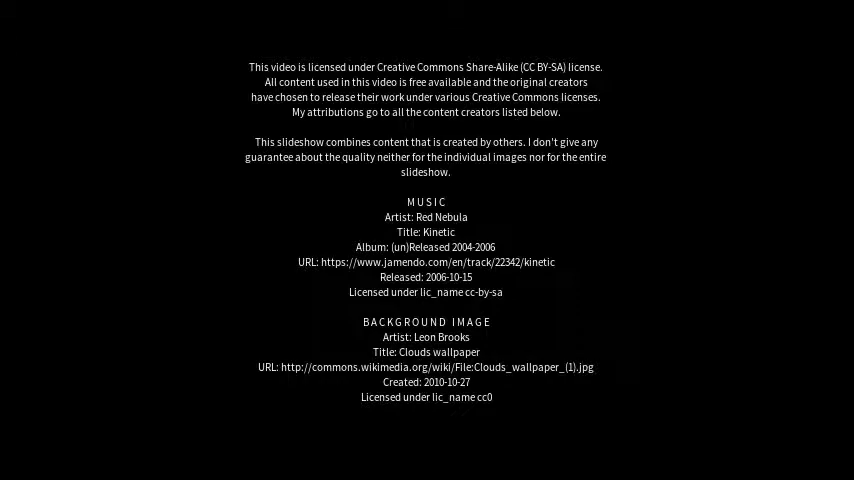 This video is licensed under Creative Commons Share-Alike (CC BY-SA) license.
All content used in this video is free available and the original creators
have chosen to release their work under various Creative Commons licenses.
My attributions go to all the content creators listed below.
This slideshow combines content that is created by others. I don't give any
guarantee about the quality neither for the individual images nor for the entire
slideshow.
MUSIC
Artist: Red Nebula
Title: Kinetic
Album: (un)Released 2004-2006
URL: https://www.jamendo.com/en/track/22342/kinetic
Released: 2006-10-15
Licensed under lic_name cc-by-sa
BACKGROUND IMAGE
Artist: Leon Brooks
Title: Clouds wallpaper
URL: http://commons.wikimedia.org/wiki/File:Clouds_wallpaper_(1).jpg
Created: 2010-10-27
Licensed under lic_name cc0